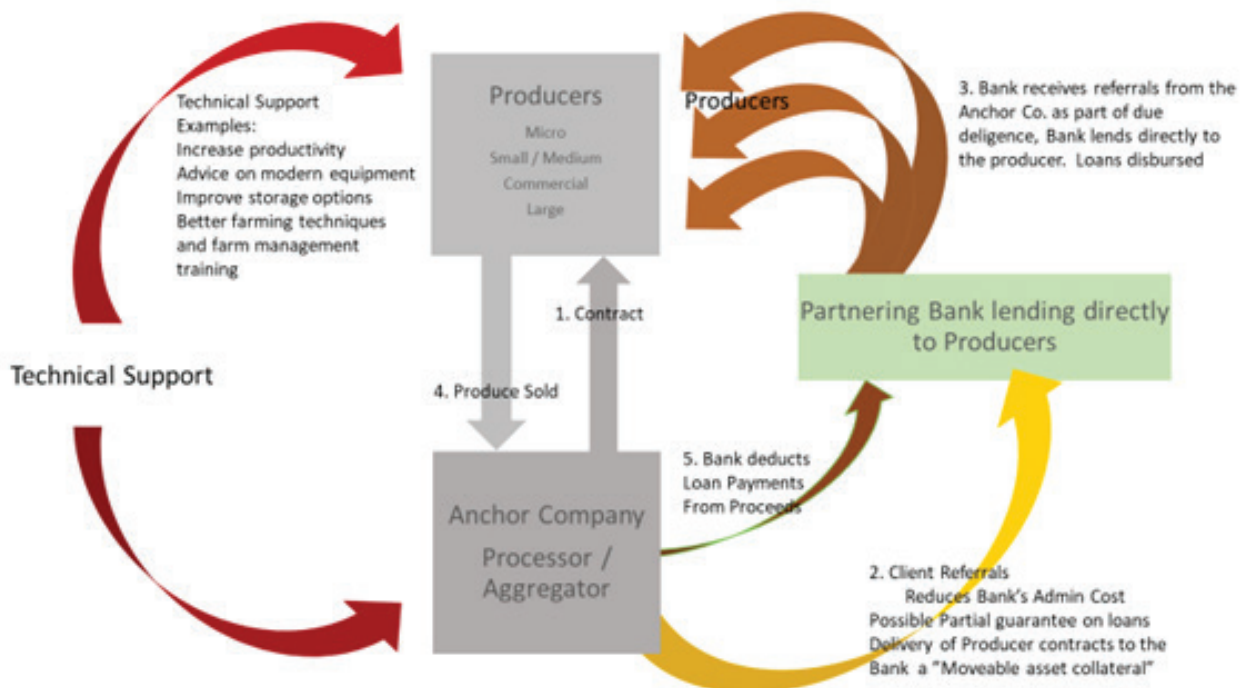 Technical Support
Examples:
Increase productivity
Advice on modern equipment
Improve storage options
Better farming techniques
and farm management
training
Producers
Micro
Small / Medium
Commercial
Large
Producers
3. Bank receives referrals from the
Anchor Co. as part of due
deligence, Bank lends directly to
the producer. Loans disbursed
1. Contract
Partnering Bank lending directly
to Producers
Technical Support
4. Produce Sold
5. Bank deducts
Loan Payments
From Proceeds
Anchor Company
Processor /
Aggregator
2. Client Referrals
Reduces Bank's Admin Cost
Possible Partial guarantee on loans
Delivery of Producer contracts to the
Bank a "Moveable asset collateral"